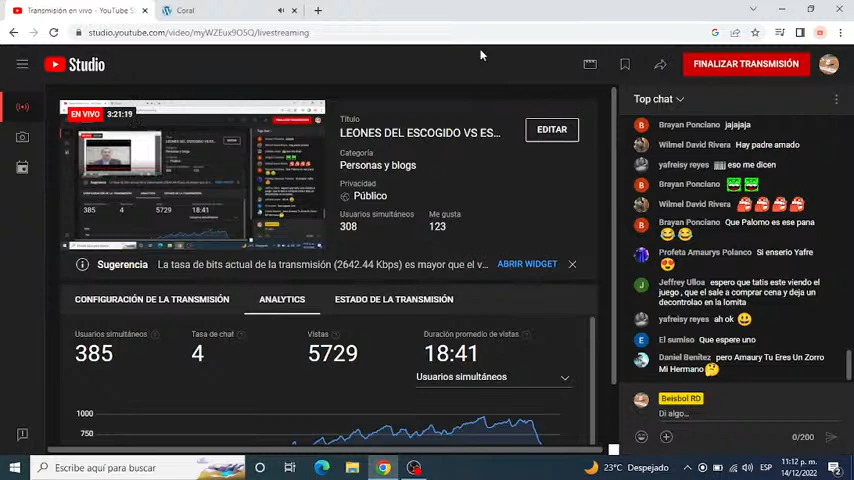 Transmisión en vivo - YouTube S
Coral
studio.youtube.com/video/myWZEux9O5Q/livestreaming
Studio
FINALIZAR TRANSMISIÓN
EN VIVO 3:21:19
Título
LEONES DEL ESCOGIDO VS ES...
EDITAR
Categoría
Personas y blogs
Privacidad
Público
Usuarios simultáneos
Me gusta
308
123
385 4 5729 18:41
Sugerencia La tasa de bits actual de la transmisión (2642.44 Kbps) es mayor que el v...
ABRIR WIDGET
CONFIGURACIÓN DE LA TRANSMISIÓN
ANALYTICS
ESTADO DE LA TRANSMISIÓN
Usuarios simultáneos
Tasa de chat
Vistas
Duración promedio de vistas
385
4
5729
18:41
Usuarios simultáneos
1000
750
Top chat
Brayan Ponciano jajajaja
Wilmel David Rivera Hay padre amado
yafreisy reyes eso me dicen
Brayan Ponciano
Wilmel David Rivera
Brayan Ponciano Que Palomo es ese pana
Profeta Amaurys Polanco Si enserio Yafre
Jeffrey Ulloa espero que tatis este viendo el
juego , que el sale a comprar cena y deja un
decontrolao en la lomita
yafreisy reyes ah ok
El sumiso Que espere uno
Daniel Benítez pero Amaury Tu Eres Un Zorro
Mi Hermano
Beisbol RD
Di algo...
0/200
Escribe aquí para buscar
23°C Despejado
ESP
11:12 p. m.
14/12/2022
2